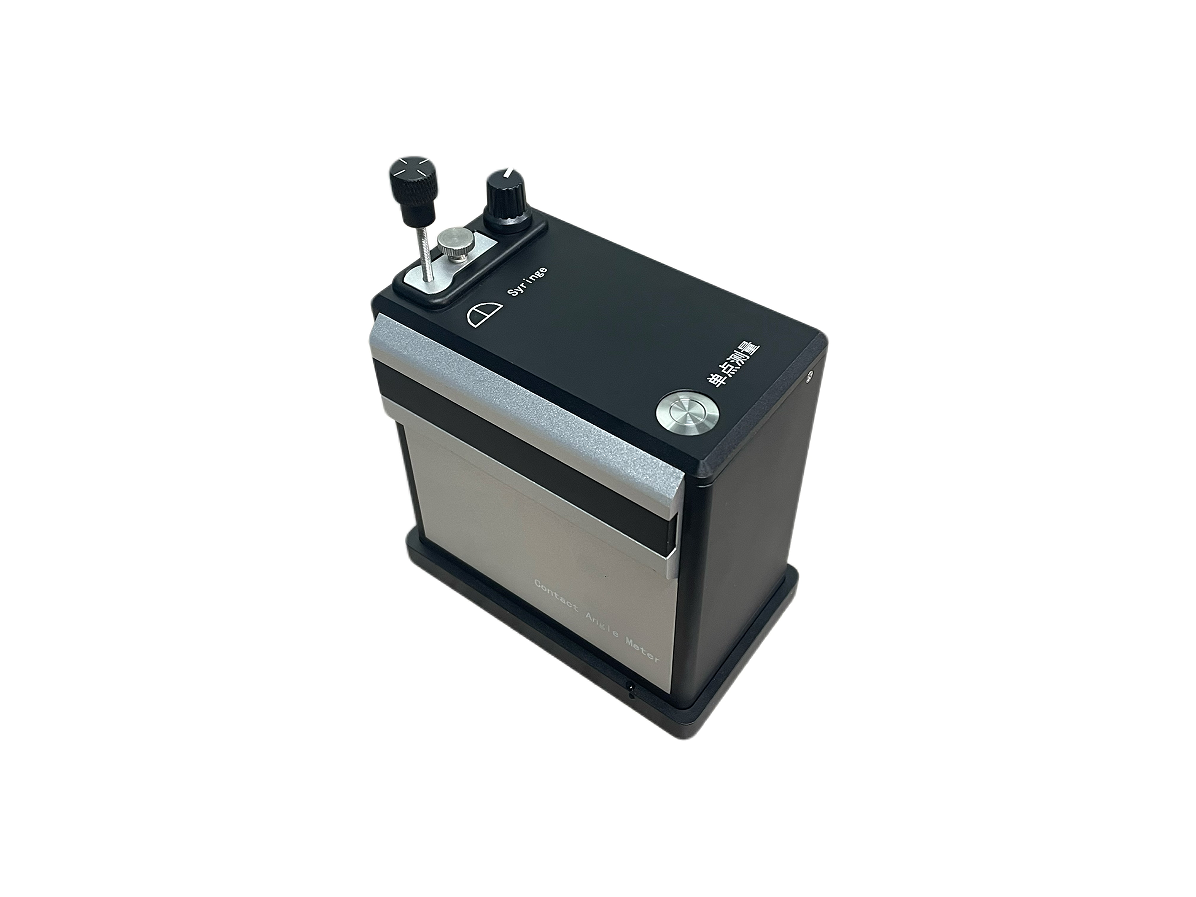 Syringe
单点测量
Contact Angle Meter